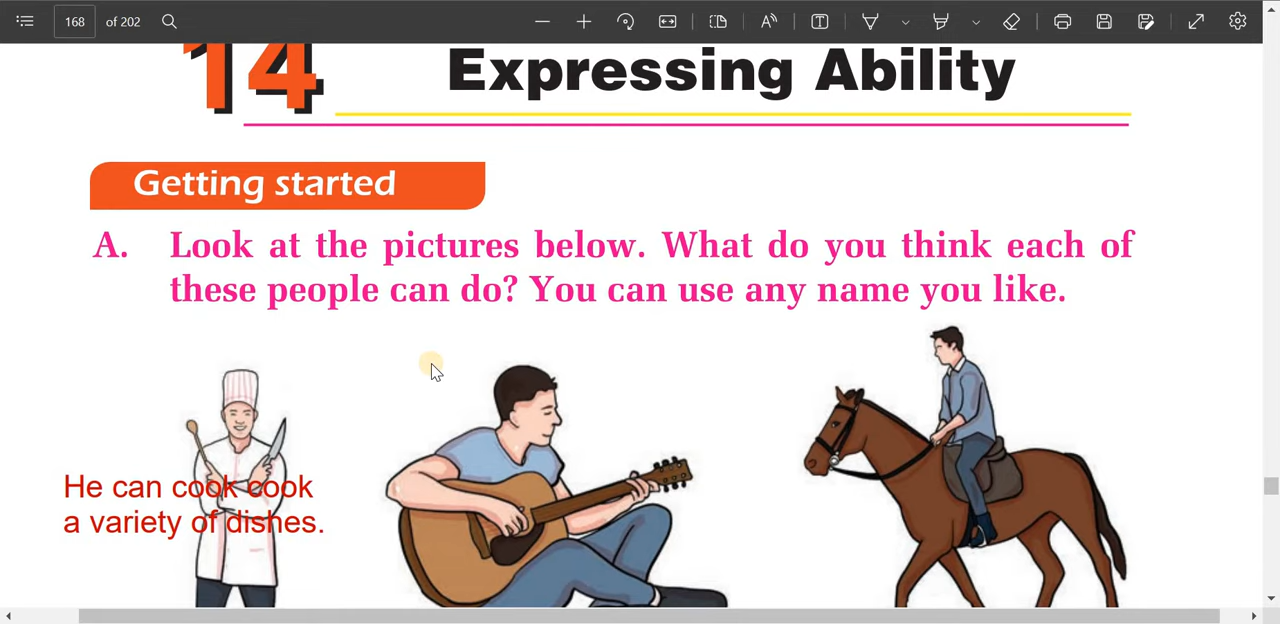 168 of 202
14 Expressing Ability
Getting started
A. Look at the pictures below. What do you think each of
these people can do? You can use any name you like.
He can cook cook
a variety of dishes.